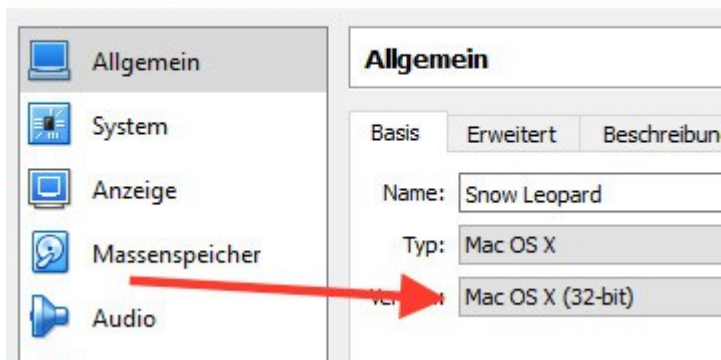 Allgemein
System
Anzeige
Massenspeicher
Audio
Allgemein
Basis Erweitert
Name: Snow Leopard
Typ: Mac OS X
Mac OS X (32-bit)